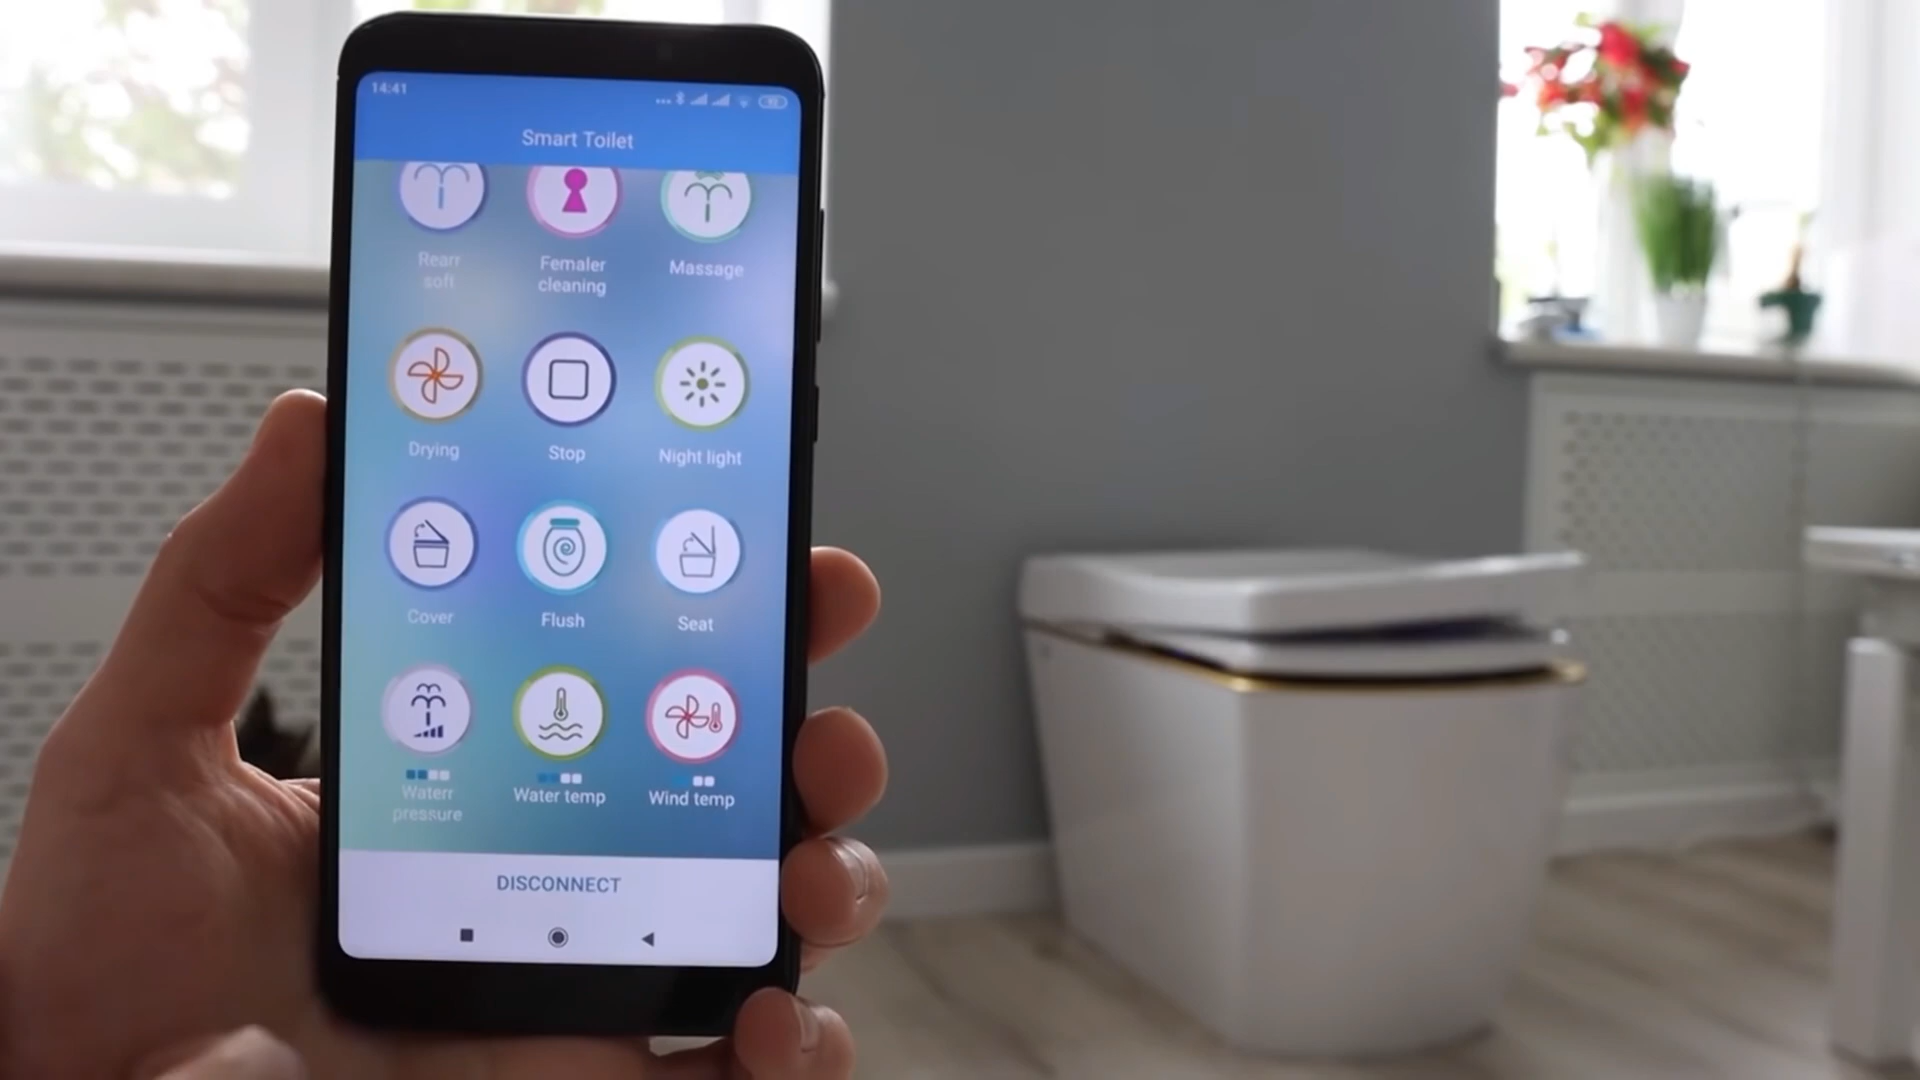 14:41
Smart Toilet
Rearr
soft
Femaler
cleaning
Massage
Drying
Stop
Night light
Cover
Flush
Seat
Waterr
pressure
Water temp
Wind temp
DISCONNECT